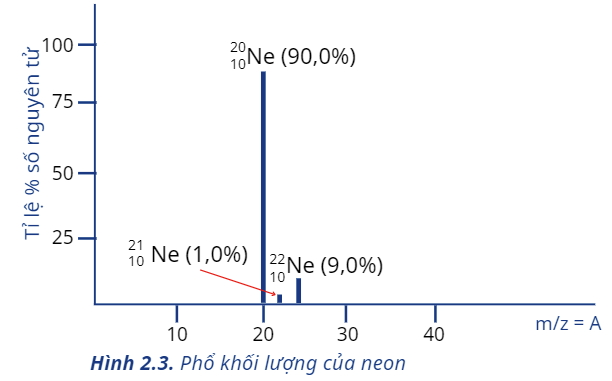 Tỉ lệ % số nguyên tử
100
75
50
25
20
10 Ne (90,0%)
21
10 Ne (1,0%)
22
10 Ne (9,0%)
10 20 30 40
m/z = A
Hình 2.3. Phổ khối lượng của neon